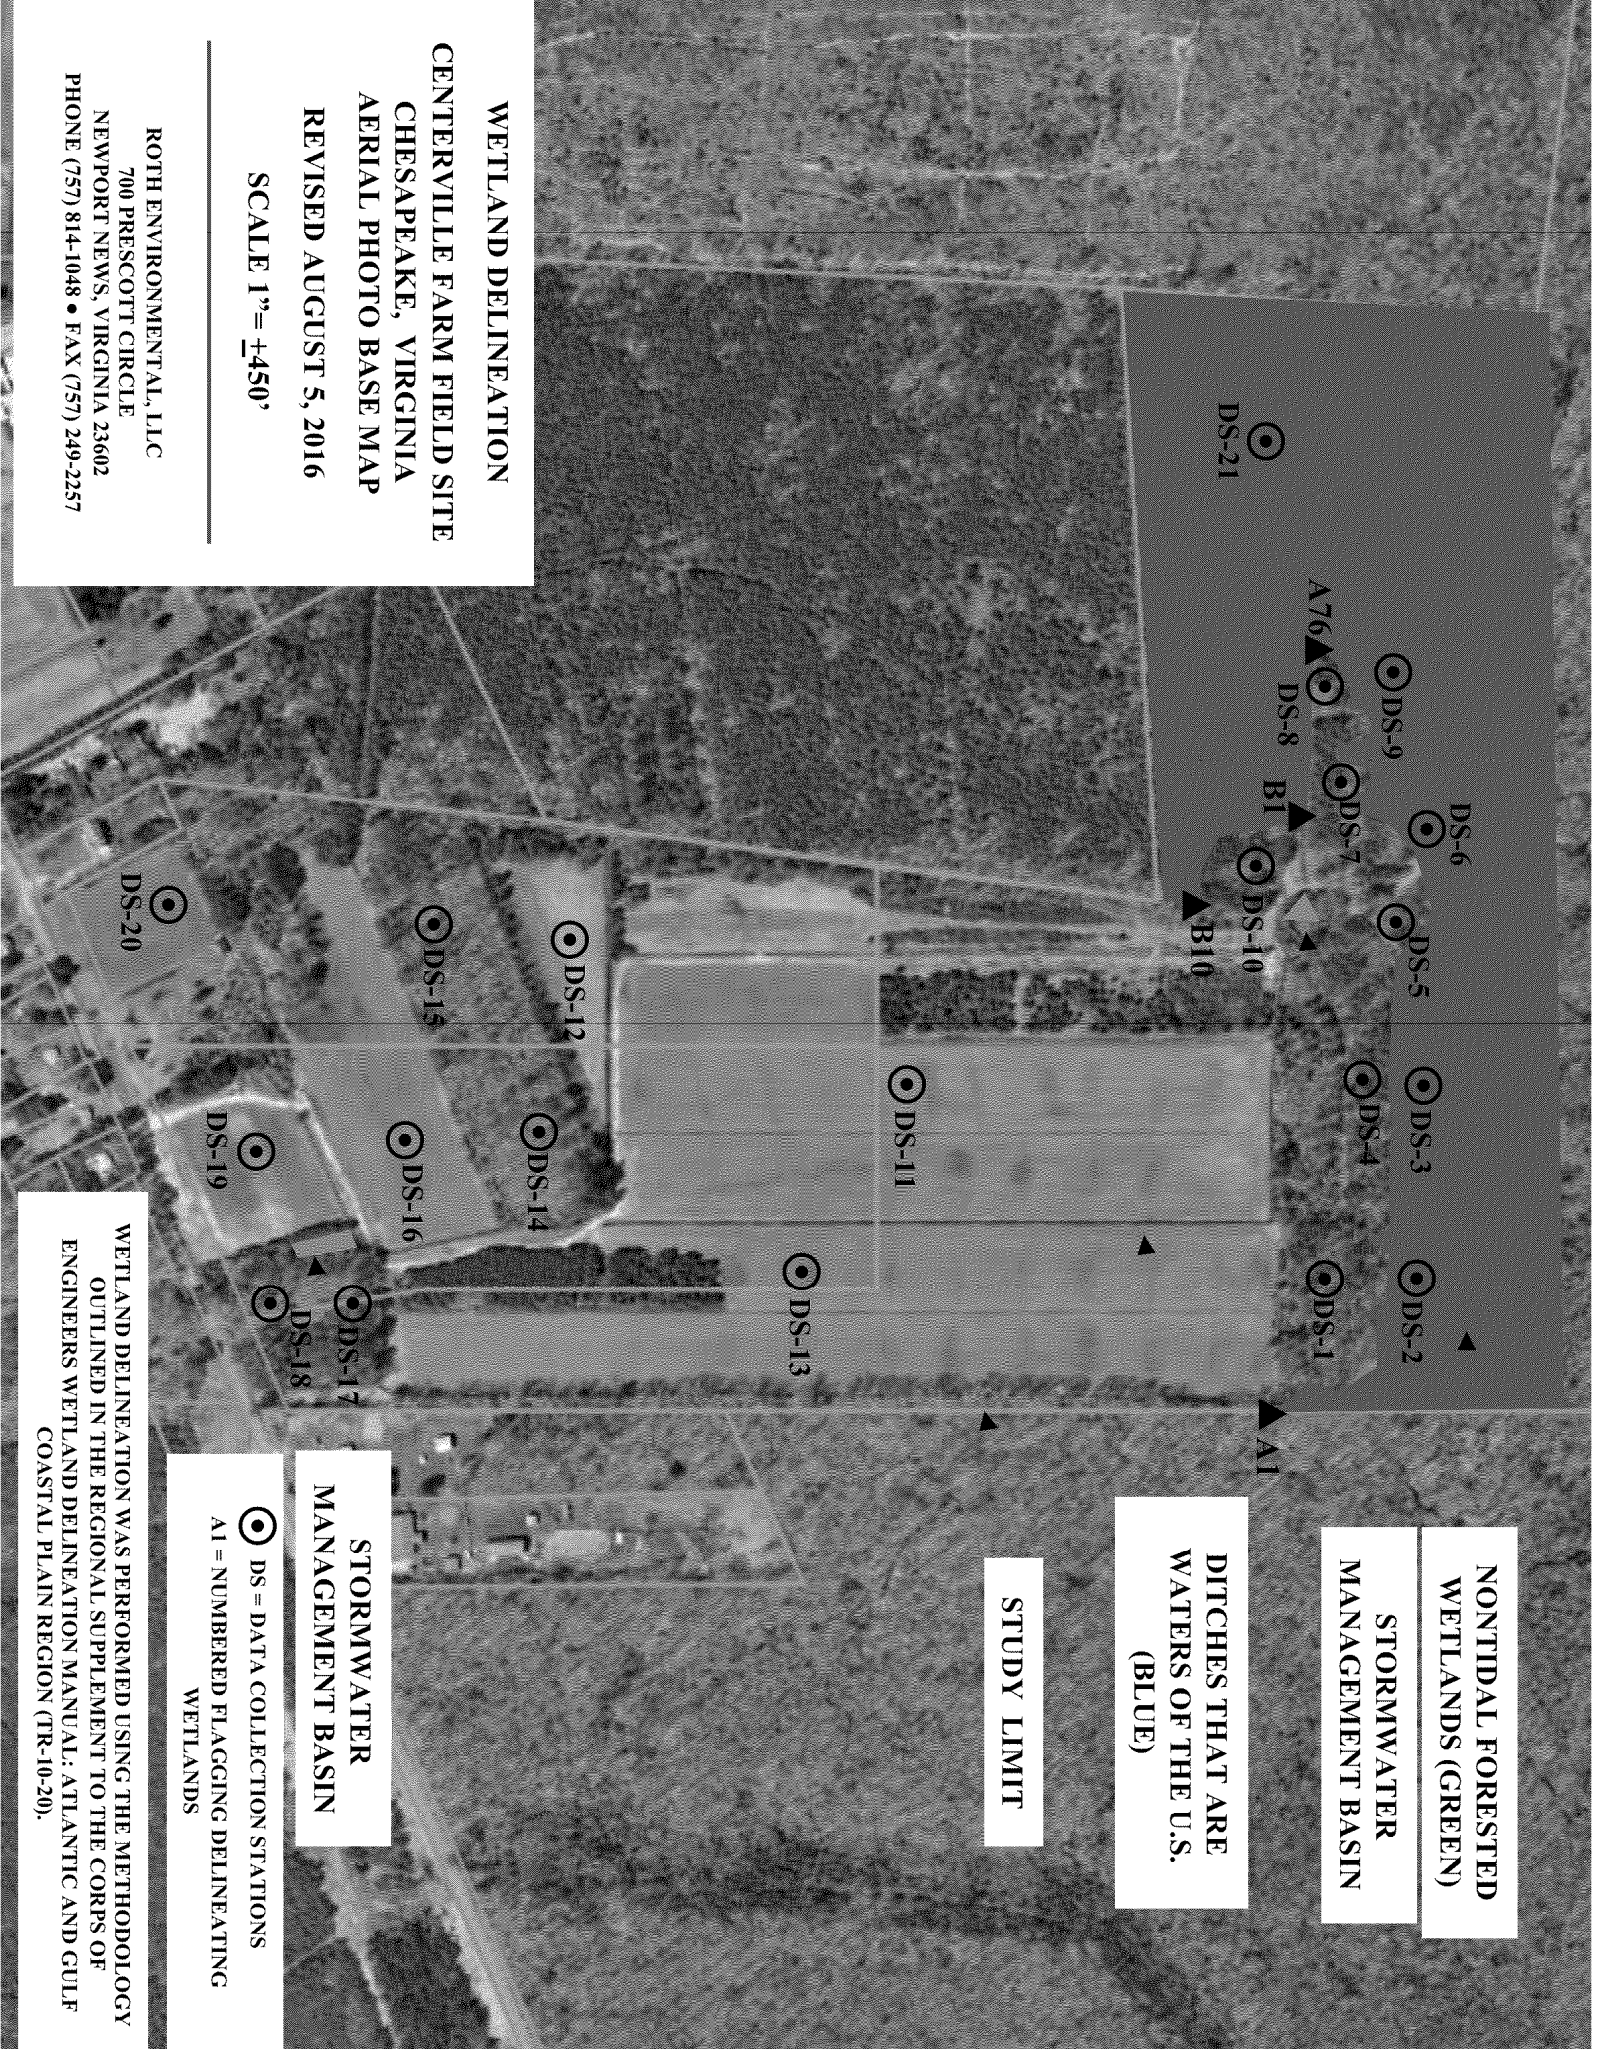 WETLAND DELINEATION
CENTERVILLE FARM FIELD SITE
CHESAPEAKE, VIRGINIA
AERIAL PHOTO BASE MAP
REVISED AUGUST 5, 2016
SCALE 1”= ±450’
ROTH ENVIRONMENTAL, LLC
700 PRESCOTT CIRCLE
NEWPORT NEWS, VIRGINIA 23602
PHONE (757) 814-1048 ● FAX (757) 249-2257
DS-21
A76
DS-9
DS-8
DS-6
DS-7
B1
DS-5
DS-10
B10
DS-3
DS-4
DS-2
DS-1
A1
DS-11
DS-13
DS-12
DS-15
DS-20
DS-14
DS-16
DS-19
DS-17
DS-18
NONTIDAL FORESTED
WETLANDS (GREEN)
STORMWATER
MANAGEMENT BASIN
DITCHES THAT ARE
WATERS OF THE U.S.
(BLUE)
STUDY LIMIT
STORMWATER
MANAGEMENT BASIN
DS = DATA COLLECTION STATIONS
A1 = NUMBERED FLAGGING DELINEATING
WETLANDS
WETLAND DELINEATION WAS PERFORMED USING THE METHODOLOGY
OUTLINED IN THE REGIONAL SUPPLEMENT TO THE CORPS OF
ENGINEERS WETLAND DELINEATION MANUAL: ATLANTIC AND GULF
COASTAL PLAIN REGION (TR-10-20).